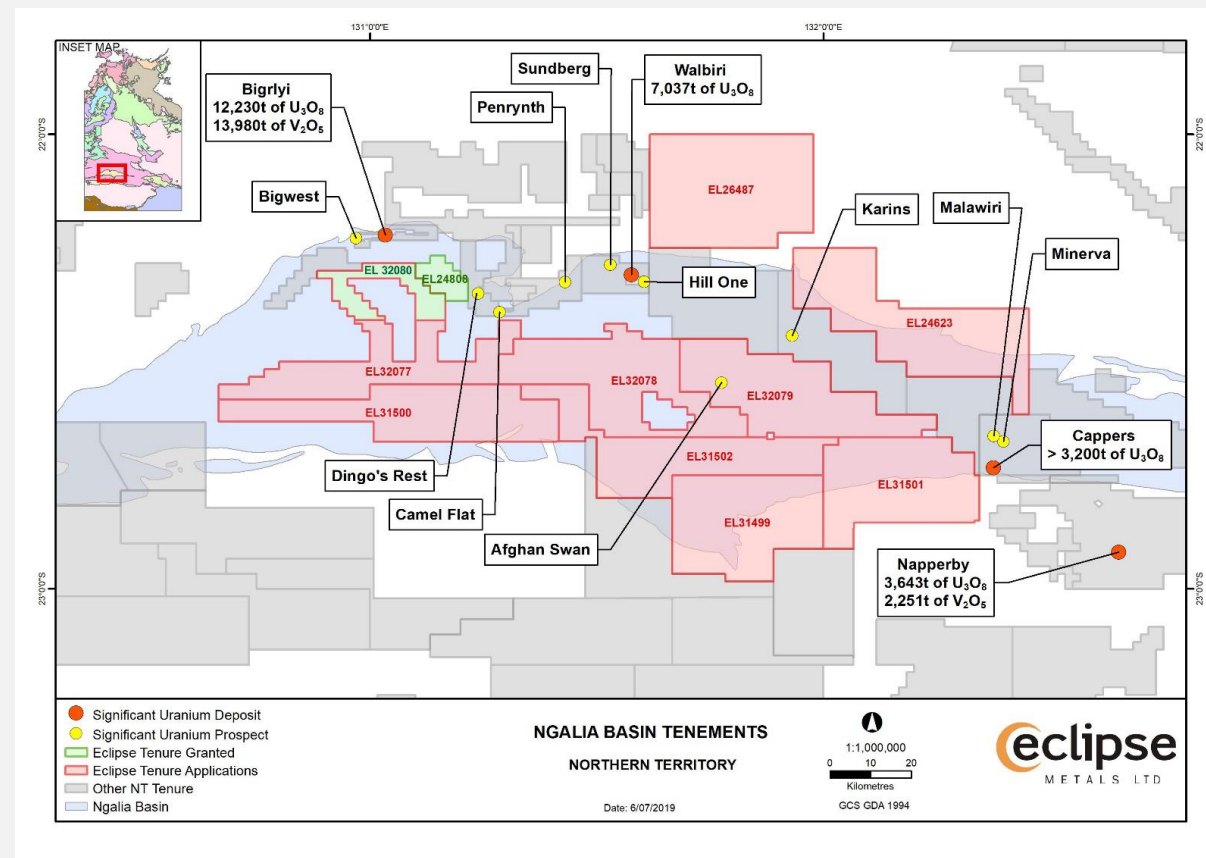 131°0'0"E
132°0'0"E
INSET MAP
22°0'0"S
22°0'0"S
23°0'0"S
23°0'0"S
Sundberg
Walbiri
7,037t of U₃O₈
Bigrlyi
12,230t of U₃O₈
13,980t of V₂O₅
Penrynth
Bigwest
EL26487
Karins
Malawiri
Minerva
EL 32080
EL24808
Hill One
EL24623
EL32077
EL32078
EL32079
EL31500
Cappers
> 3,200t of U₃O₈
EL31502
Dingo's Rest
EL31501
Camel Flat
EL31499
Afghan Swan
Napperby
3,643t of U₃O₈
2,251t of V₂O₅
Significant Uranium Deposit
Significant Uranium Prospect
Eclipse Tenure Granted
Eclipse Tenure Applications
Other NT Tenure
Ngalia Basin
NGALIA BASIN TENEMENTS
NORTHERN TERRITORY
Date: 6/07/2019
1:1,000,000
0 10 20
Kilometres
GCS GDA 1994
eclipse
METALS LTD